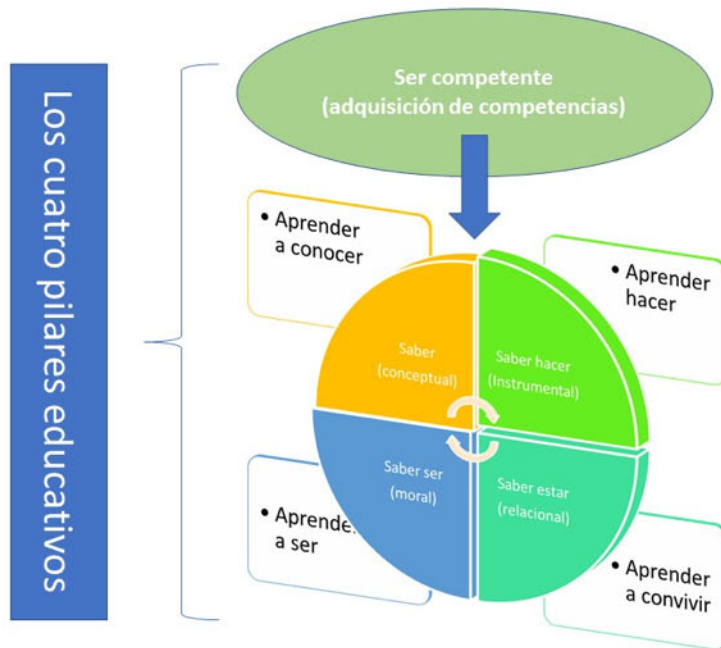 Los cuatro pilares educativos
Ser competente
(adquisición de competencias)
• Aprender
a conocer
• Aprender
hacer
Saber
(conceptual)
Saber hacer
(Instrumental)
Saber ser
(moral)
Saber estar
(relacional)
• Aprender
a ser
• Aprender
a convivir